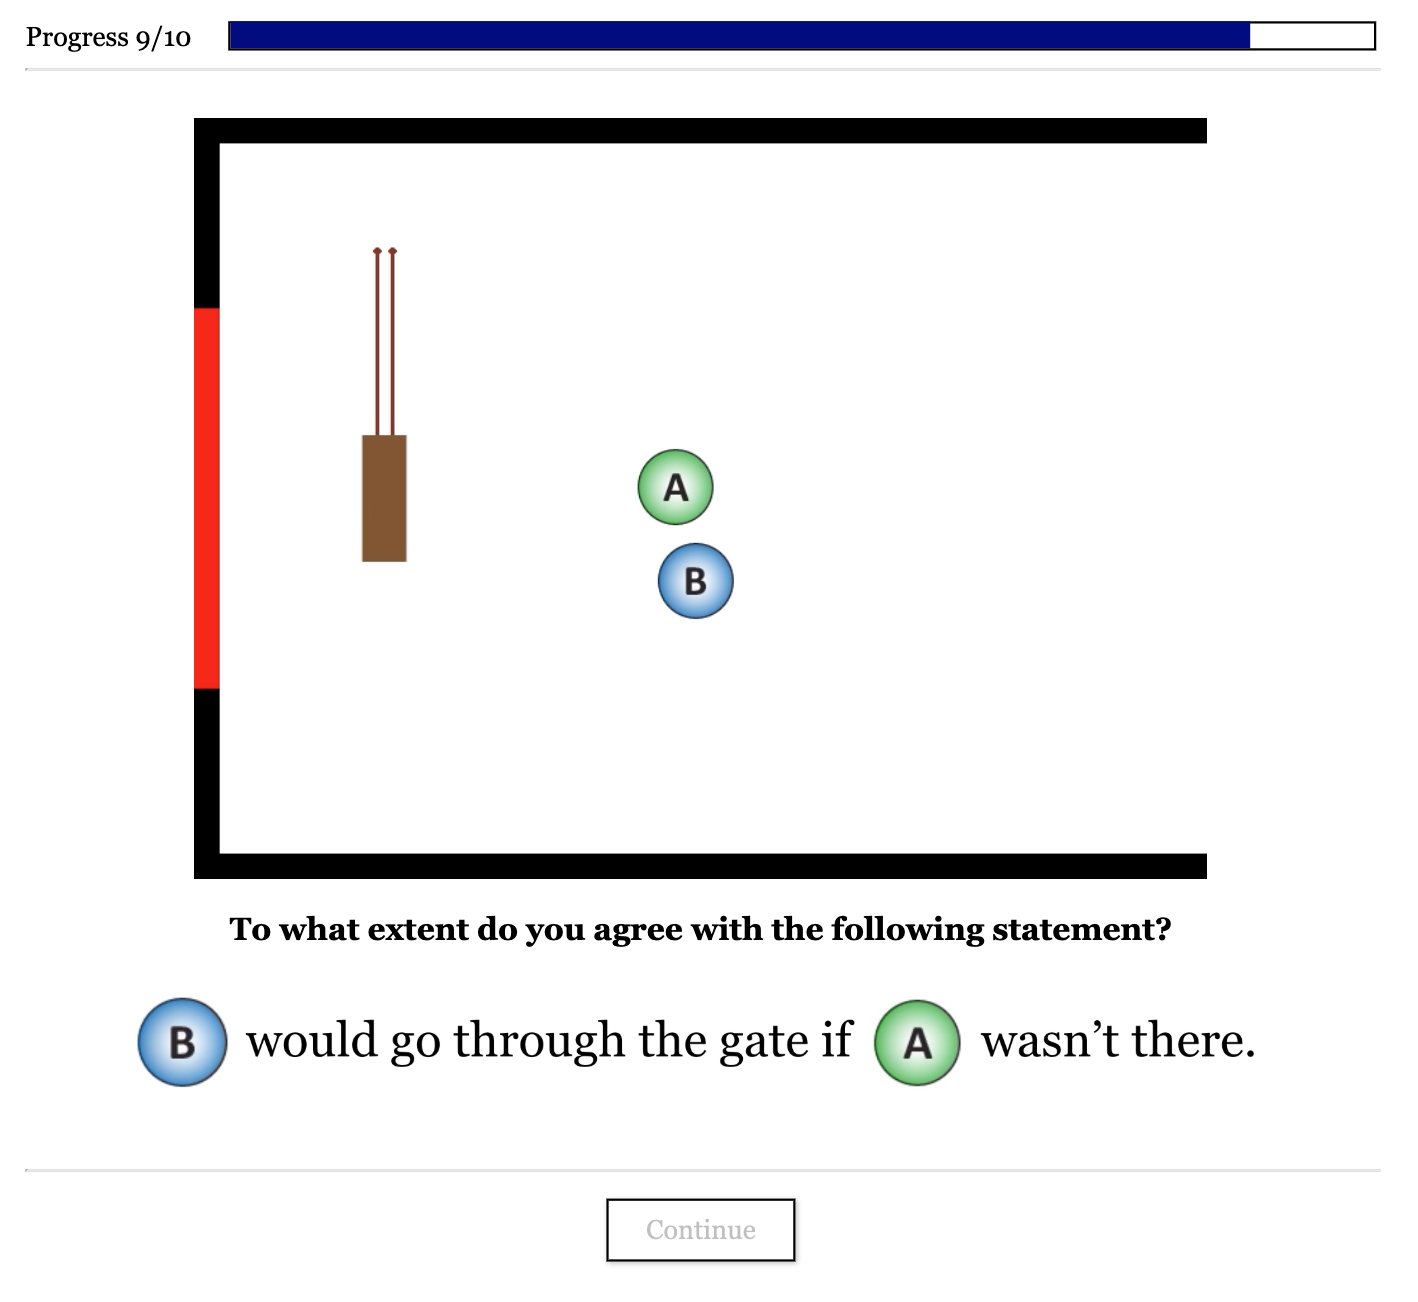 Progress 9/10
A
B
To what extent do you agree with the following statement?
B would go through the gate if A wasn’t there.
Continue